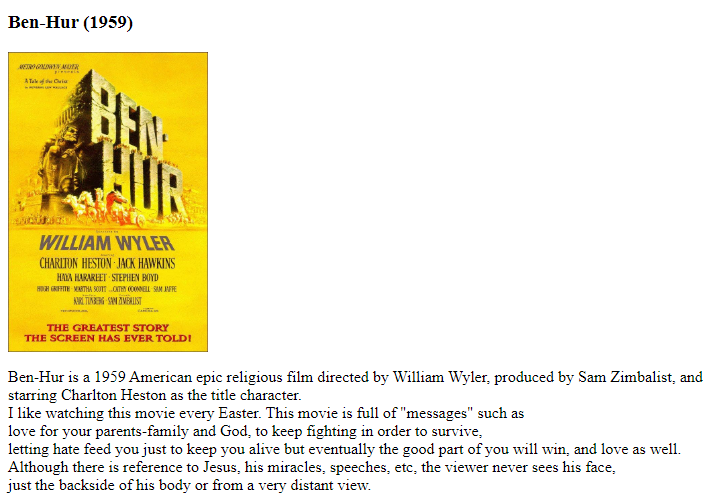 Ben-Hur (1959)
METRO-GOLDWYN-MAYER
presents
A Tale of the Christ
BEN-
HUR
WILLIAM WYLER
CHARLTON HESTON · JACK HAWKINS
HAYA HARAREET · STEPHEN BOYD
HUGH GRIFFITH · MARTHA SCOTT ...CATHY O'DONNELL · SAM JAFFE
KARL TUNBERG · SAM ZIMBALIST
THE GREATEST STORY
THE SCREEN HAS EVER TOLD!
Ben-Hur is a 1959 American epic religious film directed by William Wyler, produced by Sam Zimbalist, and
starring Charlton Heston as the title character.
I like watching this movie every Easter. This movie is full of "messages" such as
love for your parents-family and God, to keep fighting in order to survive,
letting hate feed you just to keep you alive but eventually the good part of you will win, and love as well.
Although there is reference to Jesus, his miracles, speeches, etc, the viewer never sees his face,
just the backside of his body or from a very distant view.